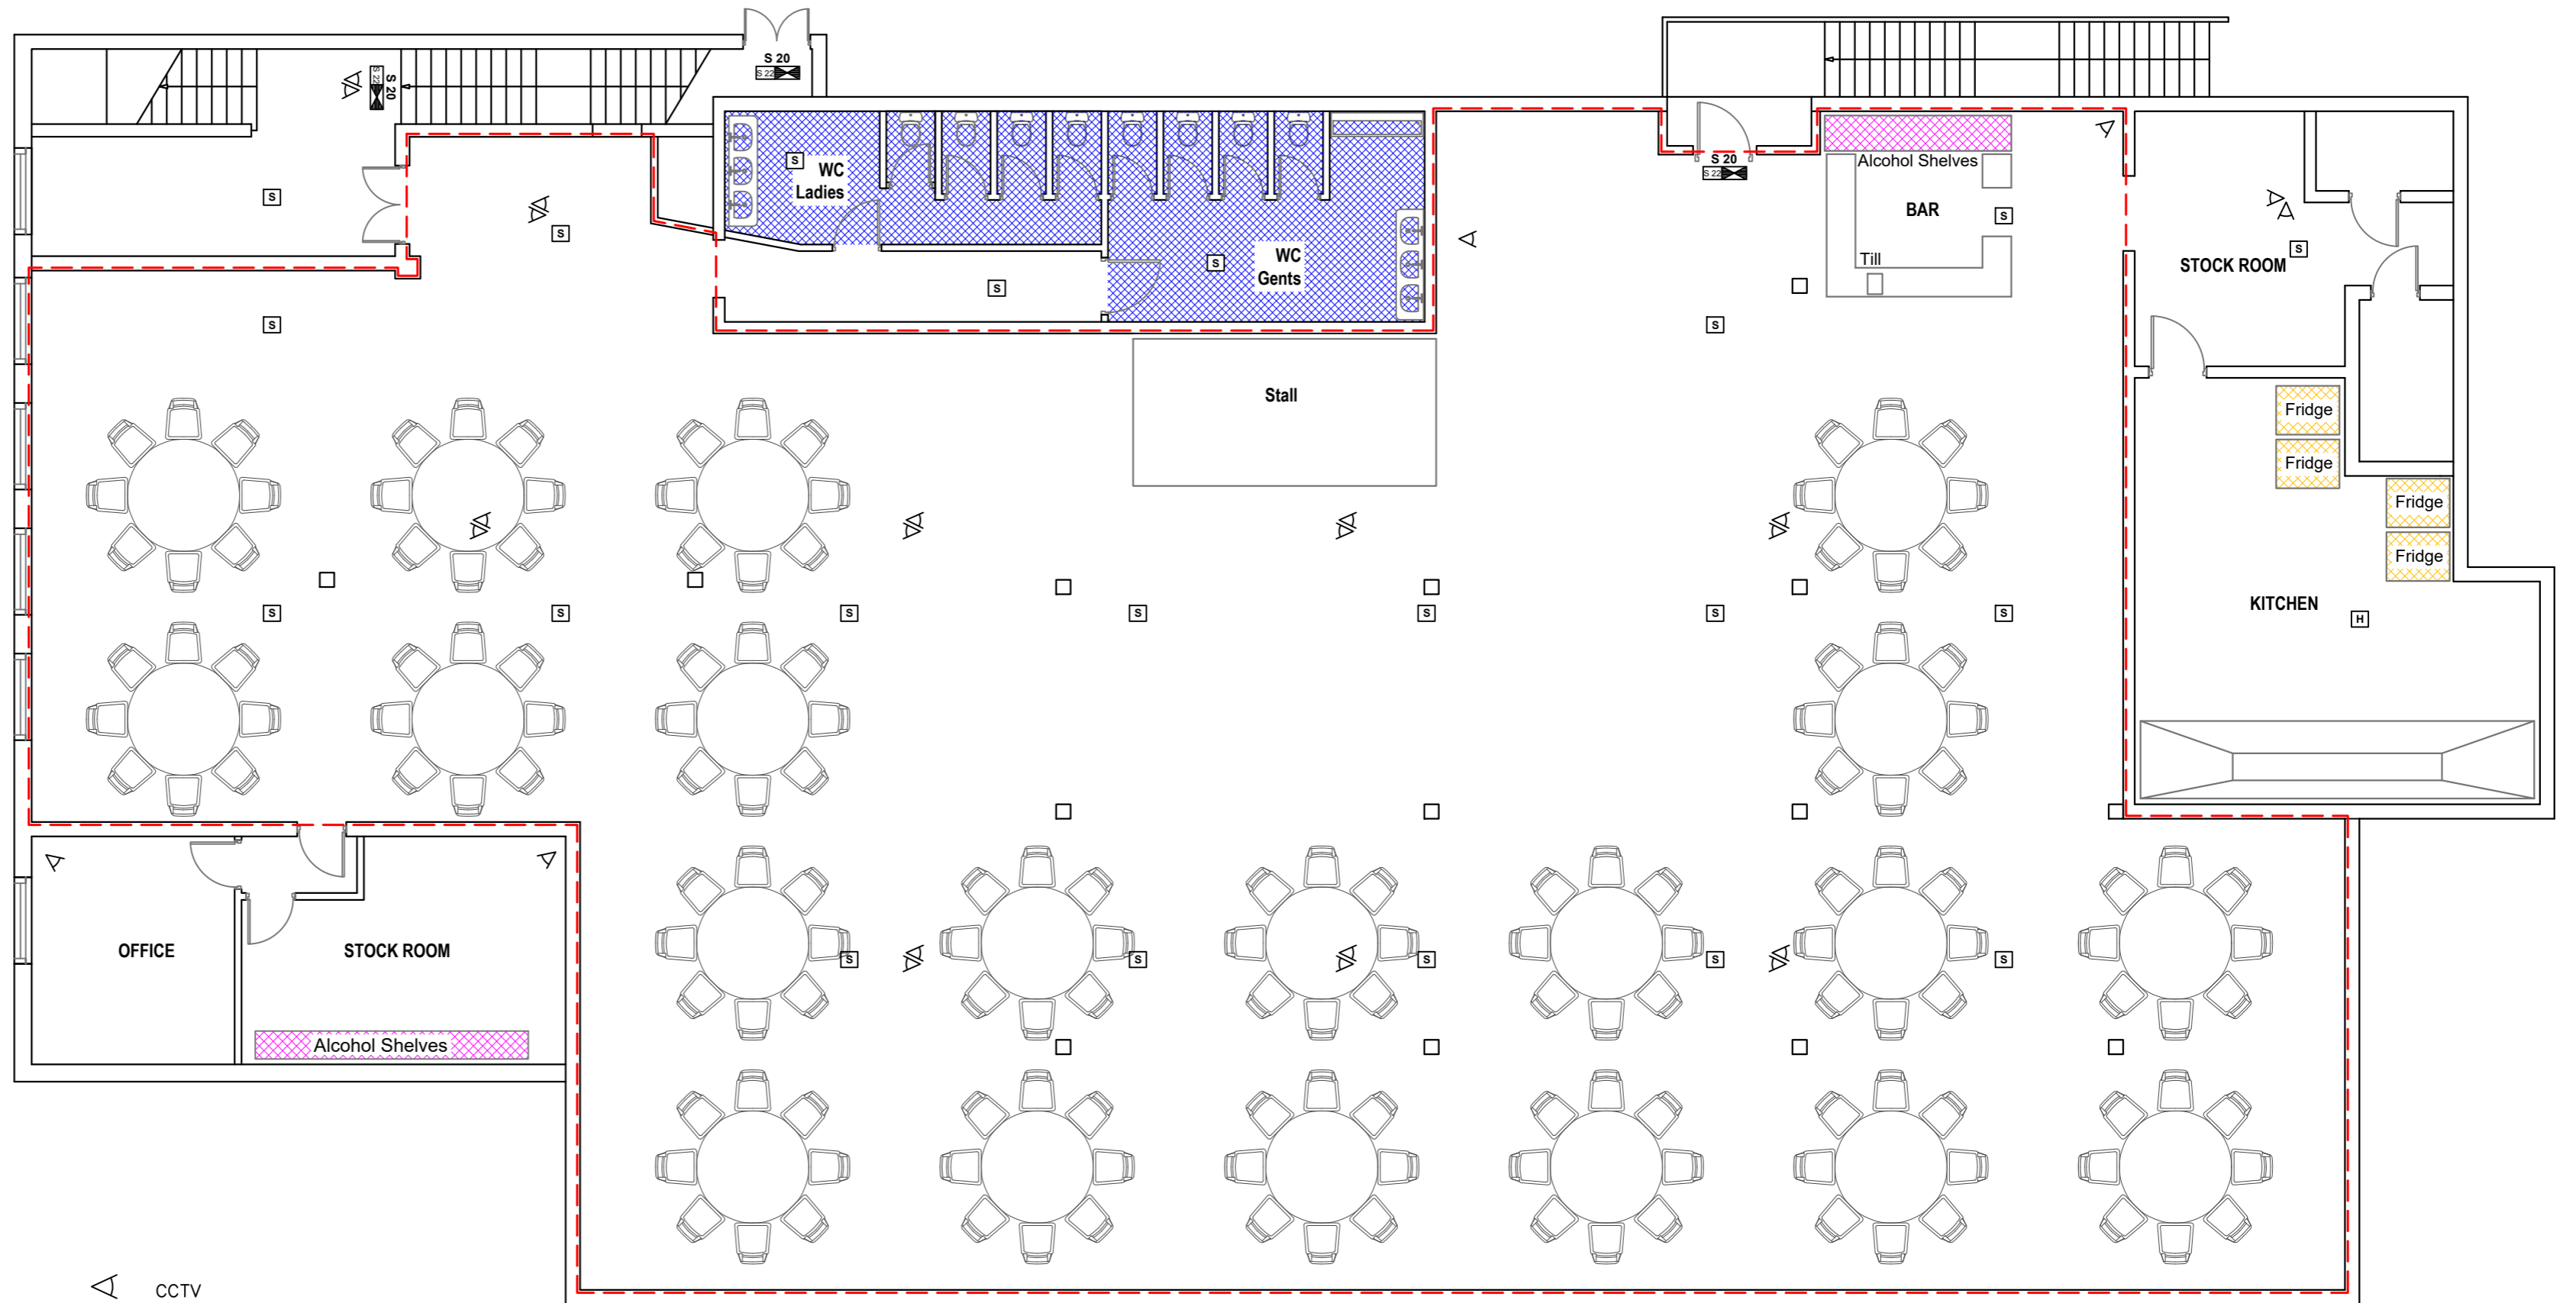 S 20
S 22
S 20
S 22
S
S
S
S
WC
Ladies
S
WC
Gents
S
S
S 20
S 22
Alcohol Shelves
BAR
S
Till
S
STOCK ROOM
S
Stall
Fridge
Fridge
Fridge
Fridge
KITCHEN
H
S
S
S
S
S
S
S
OFFICE
STOCK ROOM
Alcohol Shelves
S
S
S
S
S
CCTV